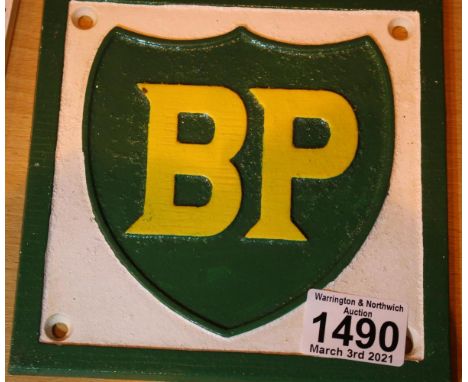 BP
Warrington & Northwich
Auction
1490
March 3rd 2021